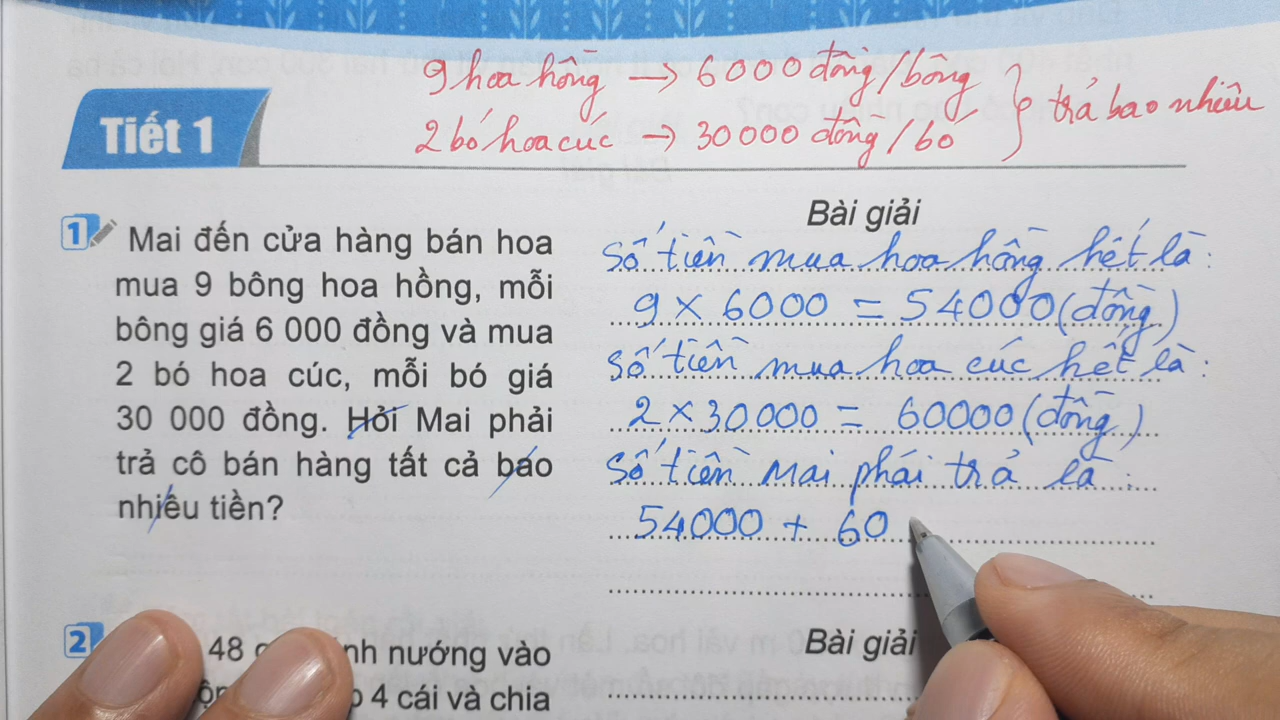 9 hoa hồng → 6000 đồng/bông
2 bó hoa cúc → 30000 đồng/bó
trả bao nhiêu
Tiết 1
1
Mai đến cửa hàng bán hoa
mua 9 bông hoa hồng, mỗi
bông giá 6 000 đồng và mua
2 bó hoa cúc, mỗi bó giá
30 000 đồng. Hỏi Mai phải
trả cô bán hàng tất cả bao
nhiêu tiền?
Bài giải
Số tiền mua hoa hồng hết là:
9 × 6000 = 54000 (đồng)
Số tiền mua hoa cúc hết là:
2 × 30000 = 60000 (đồng)
Số tiền Mai phải trả là:
54000 + 60
2
48 nướng vào
4 cái và chia
Bài giải